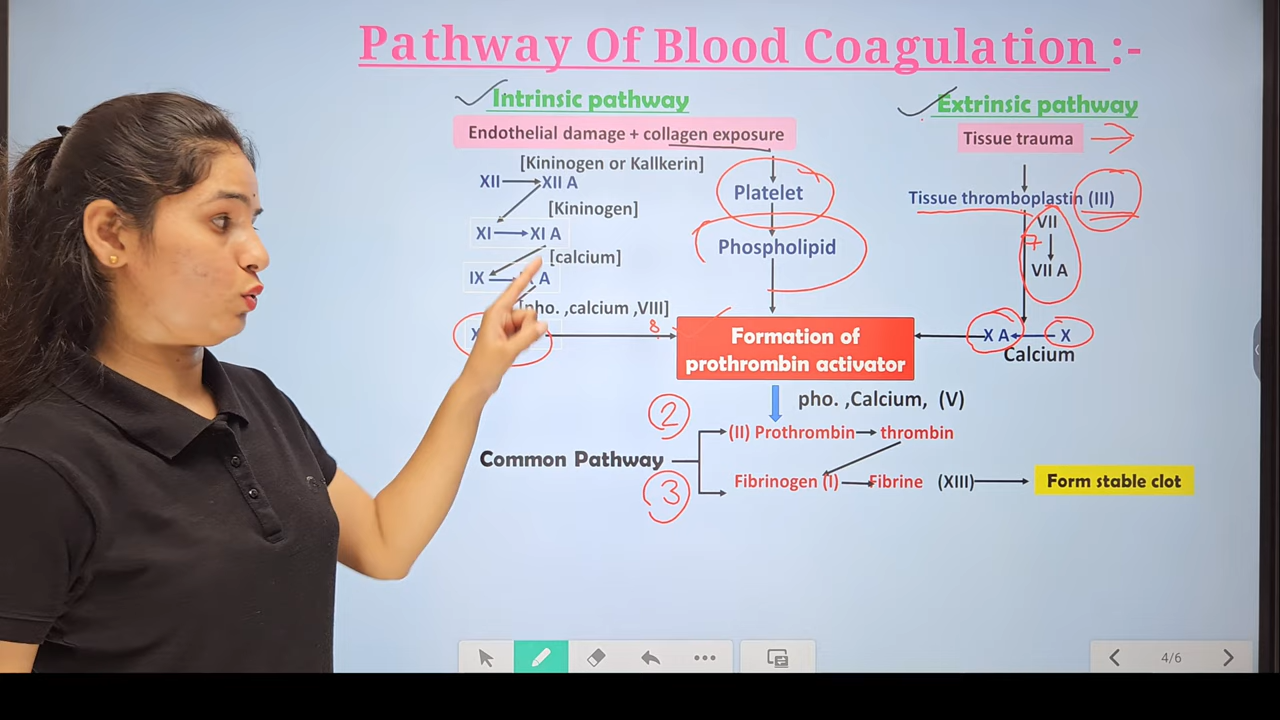 Pathway Of Blood Coagulation :-
Intrinsic pathway
Endothelial damage + collagen exposure
[Kininogen or Kallkerin]
XII XII A
[Kininogen]
XI XI A
[calcium]
IX A
[pho. ,calcium ,VIII]
8
X
Platelet
Phospholipid
Extrinsic pathway
Tissue trauma
Tissue thromboplastin (III)
VII
7
VII A
X A X
Calcium
Formation of
prothrombin activator
pho. ,Calcium, (V)
2
(II) Prothrombin thrombin
Common Pathway
3
Fibrinogen (I) Fibrine (XIII) Form stable clot
4/6